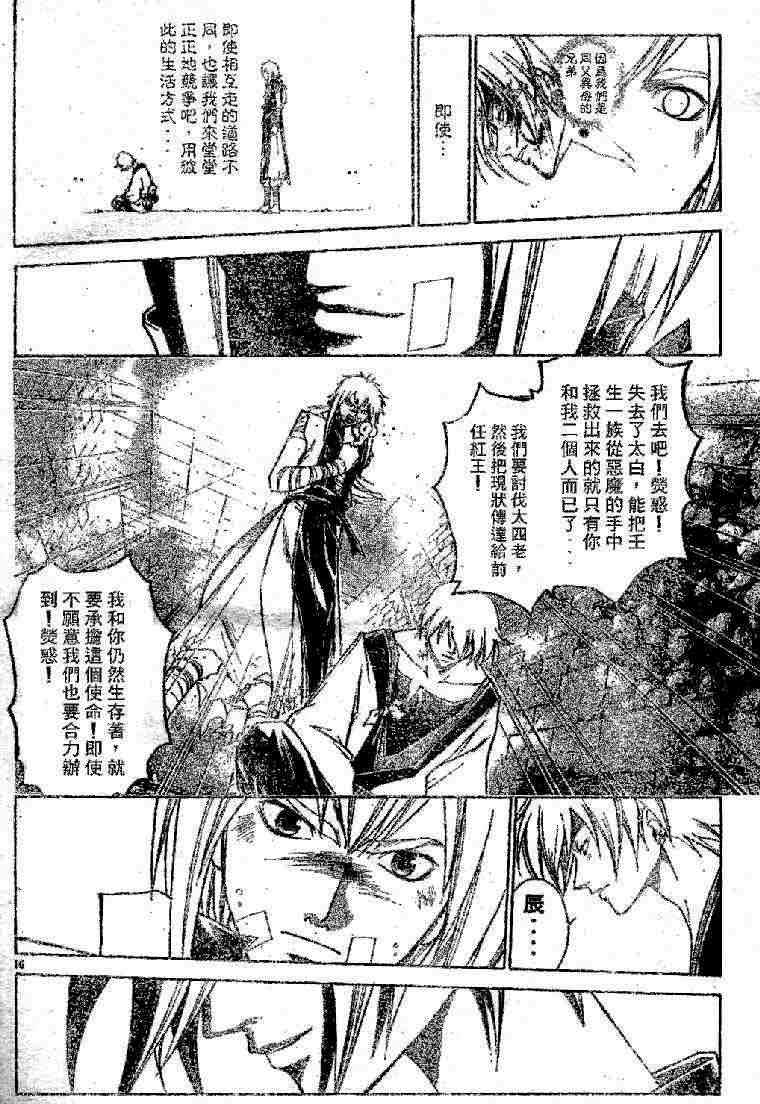 因為我們是
同父異母的
兄弟
即使…
即使相互走的道路不
同，也讓我們來堂堂
正正地競爭吧，用彼
此的生活方式…
我們去吧！熒惑！
失去了太白，能把壬
生一族從惡魔的手中
拯救出來的就只有你
和我二個人而已了…
我們要討伐太四老，
然後把現狀傳達給前
任紅王！
我和你仍然生存著，就
要承擔這個使命！即使
不願意我們也要合力辦
到！熒惑！
辰…
16